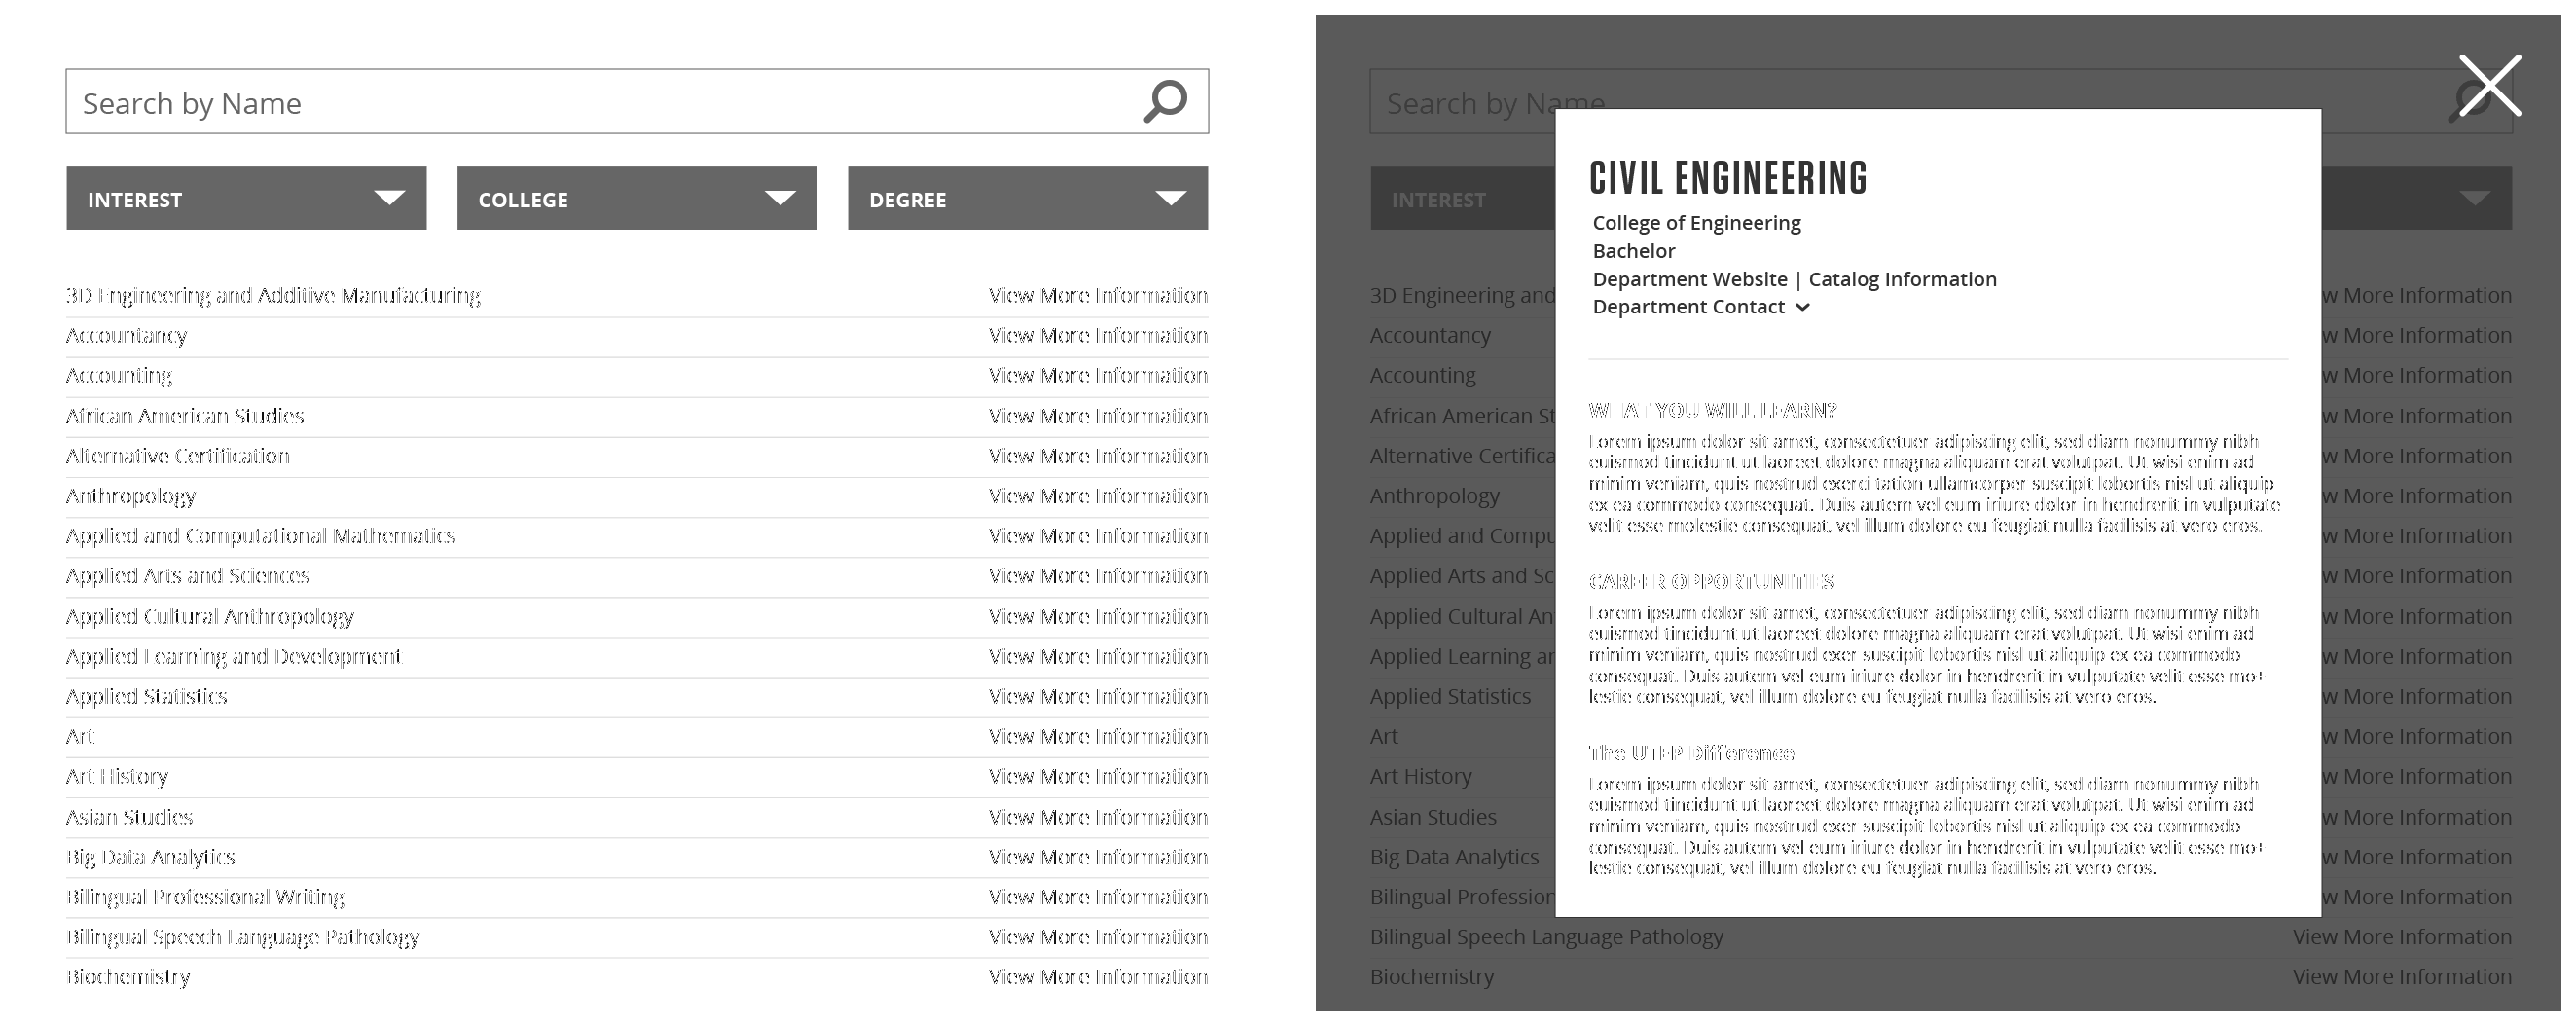 Search by Name
INTEREST
COLLEGE
DEGREE
3D Engineering and Additive Manufacturing View More Information
Accountancy View More Information
Accounting View More Information
African American Studies View More Information
Alternative Certification View More Information
Anthropology View More Information
Applied and Computational Mathematics View More Information
Applied Arts and Sciences View More Information
Applied Cultural Anthropology View More Information
Applied Learning and Development View More Information
Applied Statistics View More Information
Art View More Information
Art History View More Information
Asian Studies View More Information
Big Data Analytics View More Information
Bilingual Professional Writing View More Information
Bilingual Speech Language Pathology View More Information
Biochemistry View More Information
Search by Name
INTEREST
3D Engineering and w More Information
Accountancy w More Information
Accounting w More Information
African American St w More Information
Alternative Certifica w More Information
Anthropology w More Information
Applied and Compu w More Information
Applied Arts and Sc w More Information
Applied Cultural An w More Information
Applied Learning ar w More Information
Applied Statistics w More Information
Art w More Information
Art History w More Information
Asian Studies w More Information
Big Data Analytics w More Information
Bilingual Profession w More Information
Bilingual Speech Language Pathology View More Information
Biochemistry View More Information
CIVIL ENGINEERING
College of Engineering
Bachelor
Department Website | Catalog Information
Department Contact
WHAT YOU WILL LEARN?
Lorem ipsum dolor sit amet, consectetuer adipiscing elit, sed diam nonummy nibh
euismod tincidunt ut laoreet dolore magna aliquam erat volutpat. Ut wisi enim ad
minim veniam, quis nostrud exerci tation ullamcorper suscipit lobortis nisl ut aliquip
ex ea commodo consequat. Duis autem vel eum iriure dolor in hendrerit in vulputate
velit esse molestie consequat, vel illum dolore eu feugiat nulla facilisis at vero eros.
CAREER OPPORTUNITIES
Lorem ipsum dolor sit amet, consectetuer adipiscing elit, sed diam nonummy nibh
euismod tincidunt ut laoreet dolore magna aliquam erat volutpat. Ut wisi enim ad
minim veniam, quis nostrud exer suscipit lobortis nisl ut aliquip ex ea commodo
consequat. Duis autem vel eum iriure dolor in hendrerit in vulputate velit esse mo-
lestie consequat, vel illum dolore eu feugiat nulla facilisis at vero eros.
The UTEP Difference
Lorem ipsum dolor sit amet, consectetuer adipiscing elit, sed diam nonummy nibh
euismod tincidunt ut laoreet dolore magna aliquam erat volutpat. Ut wisi enim ad
minim veniam, quis nostrud exer suscipit lobortis nisl ut aliquip ex ea commodo
consequat. Duis autem vel eum iriure dolor in hendrerit in vulputate velit esse mo-
lestie consequat, vel illum dolore eu feugiat nulla facilisis at vero eros.